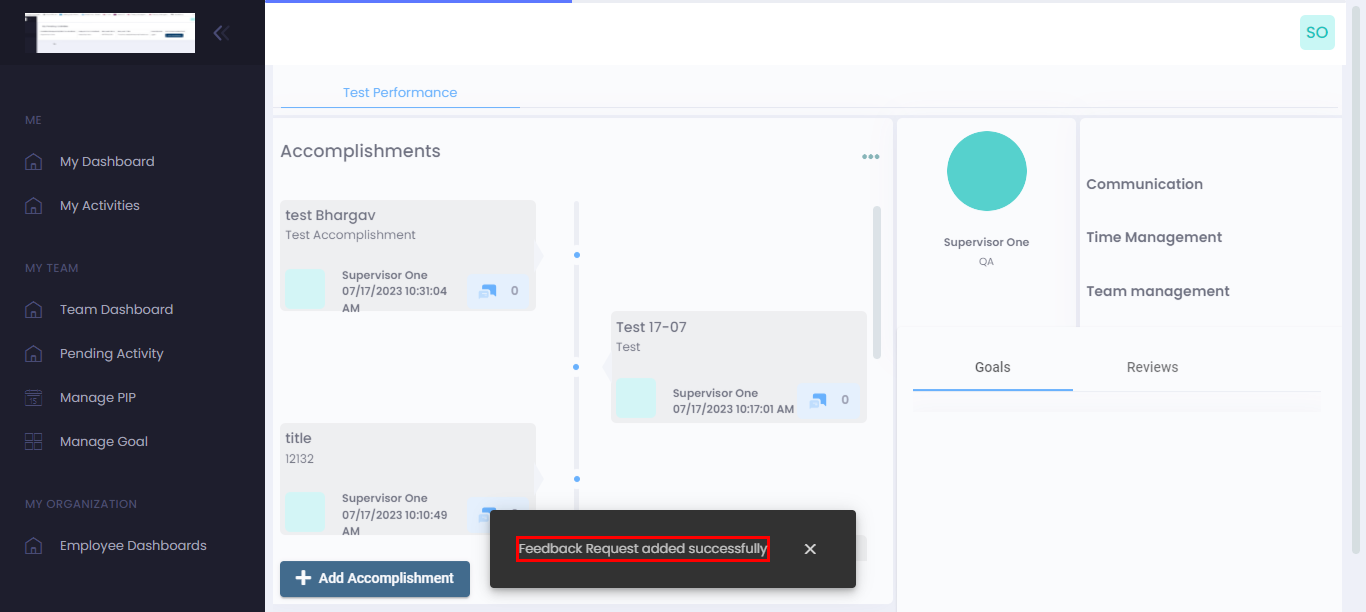 SO
ME
My Dashboard
My Activities
MY TEAM
Team Dashboard
Pending Activity
Manage PIP
15
Manage Goal
MY ORGANIZATION
Employee Dashboards
Test Performance
Accomplishments
test Bhargav
Test Accomplishment
Supervisor One
07/17/2023 10:31:04
AM
0
Test 17-07
Test
Supervisor One
07/17/2023 10:17:01 AM
0
title
12132
Supervisor One
07/17/2023 10:10:49
AM
Add Accomplishment
Feedback Request added successfully
Supervisor One
QA
Communication
Time Management
Team management
Goals
Reviews